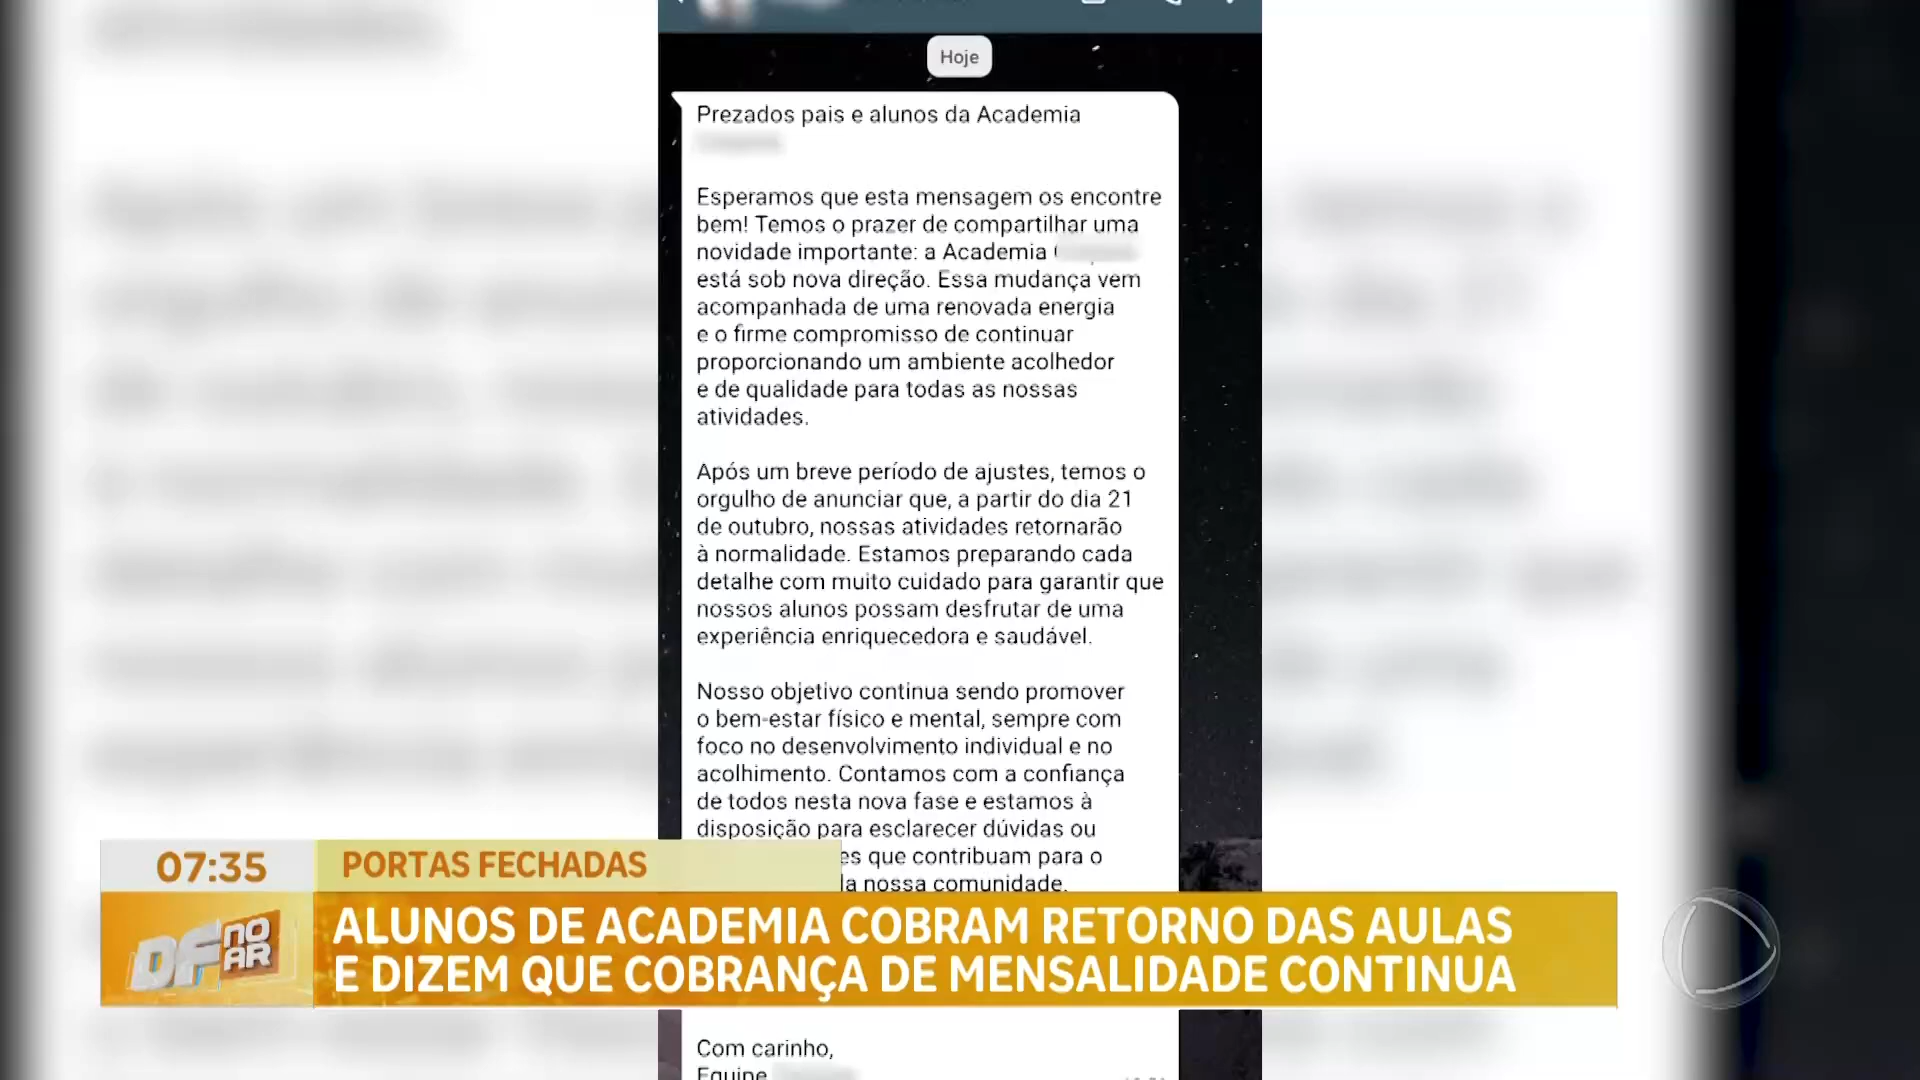 Hoje
Prezados pais e alunos da Academia
Esperamos que esta mensagem os encontre
bem! Temos o prazer de compartilhar uma
novidade importante: a Academia
está sob nova direção. Essa mudança vem
acompanhada de uma renovada energia
e o firme compromisso de continuar
proporcionando um ambiente acolhedor
e de qualidade para todas as nossas
atividades.
Após um breve período de ajustes, temos o
orgulho de anunciar que, a partir do dia 21
de outubro, nossas atividades retornarão
à normalidade. Estamos preparando cada
detalhe com muito cuidado para garantir que
nossos alunos possam desfrutar de uma
experiência enriquecedora e saudável.
Nosso objetivo continua sendo promover
o bem-estar físico e mental, sempre com
foco no desenvolvimento individual e no
acolhimento. Contamos com a confiança
de todos nesta nova fase e estamos à
disposição para esclarecer dúvidas ou
es que contribuam para o
nossa comunidade.
07:35
PORTAS FECHADAS
DF NO AR
ALUNOS DE ACADEMIA COBRAM RETORNO DAS AULAS
E DIZEM QUE COBRANÇA DE MENSALIDADE CONTINUA
Com carinho,
Equipe